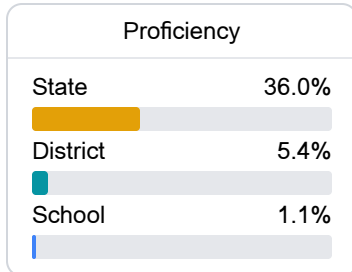 Proficiency
State 36.0%
District 5.4%
School 1.1%